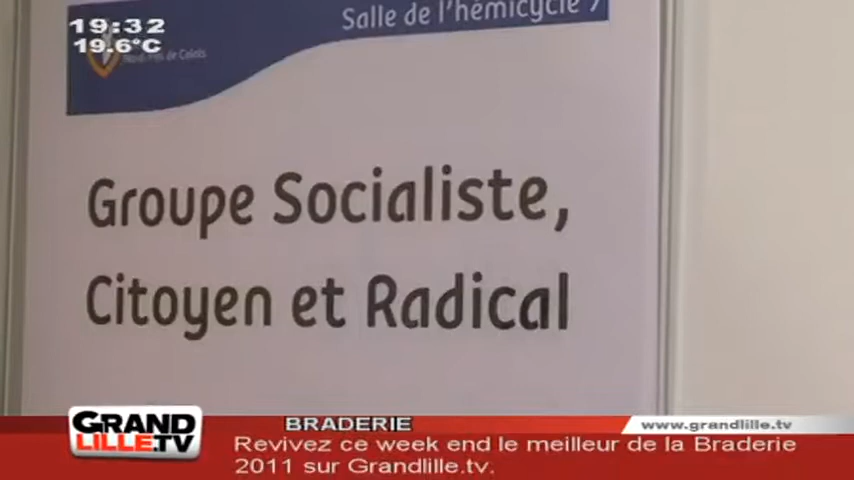 19:32
19.6°C
Salle de l'hémicycle 7
Groupe Socialiste,
Citoyen et Radical
GRAND
LILLE.TV
BRADERIE
www.grandlille.tv
Revivez ce week end le meilleur de la Braderie
2011 sur Grandlille.tv.